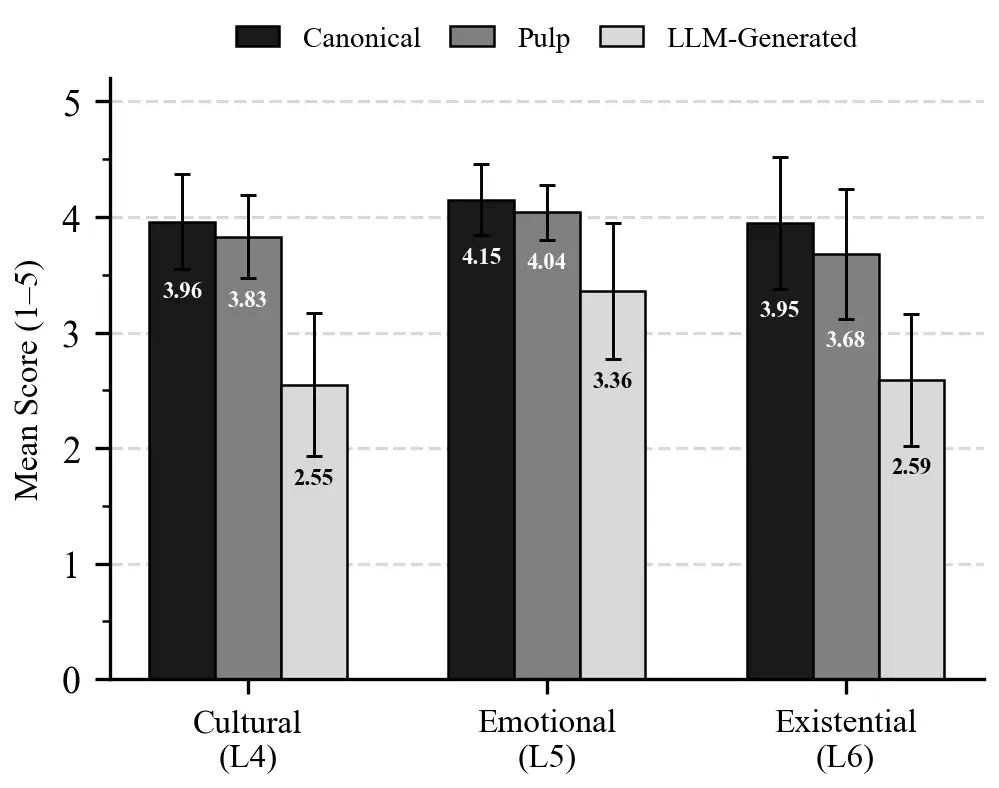 Canonical Pulp LLM-Generated
Mean Score (1–5)
5
4
3
2
1
0
3.96 3.83 2.55
4.15 4.04 3.36
3.95 3.68 2.59
Cultural
(L4)
Emotional
(L5)
Existential
(L6)